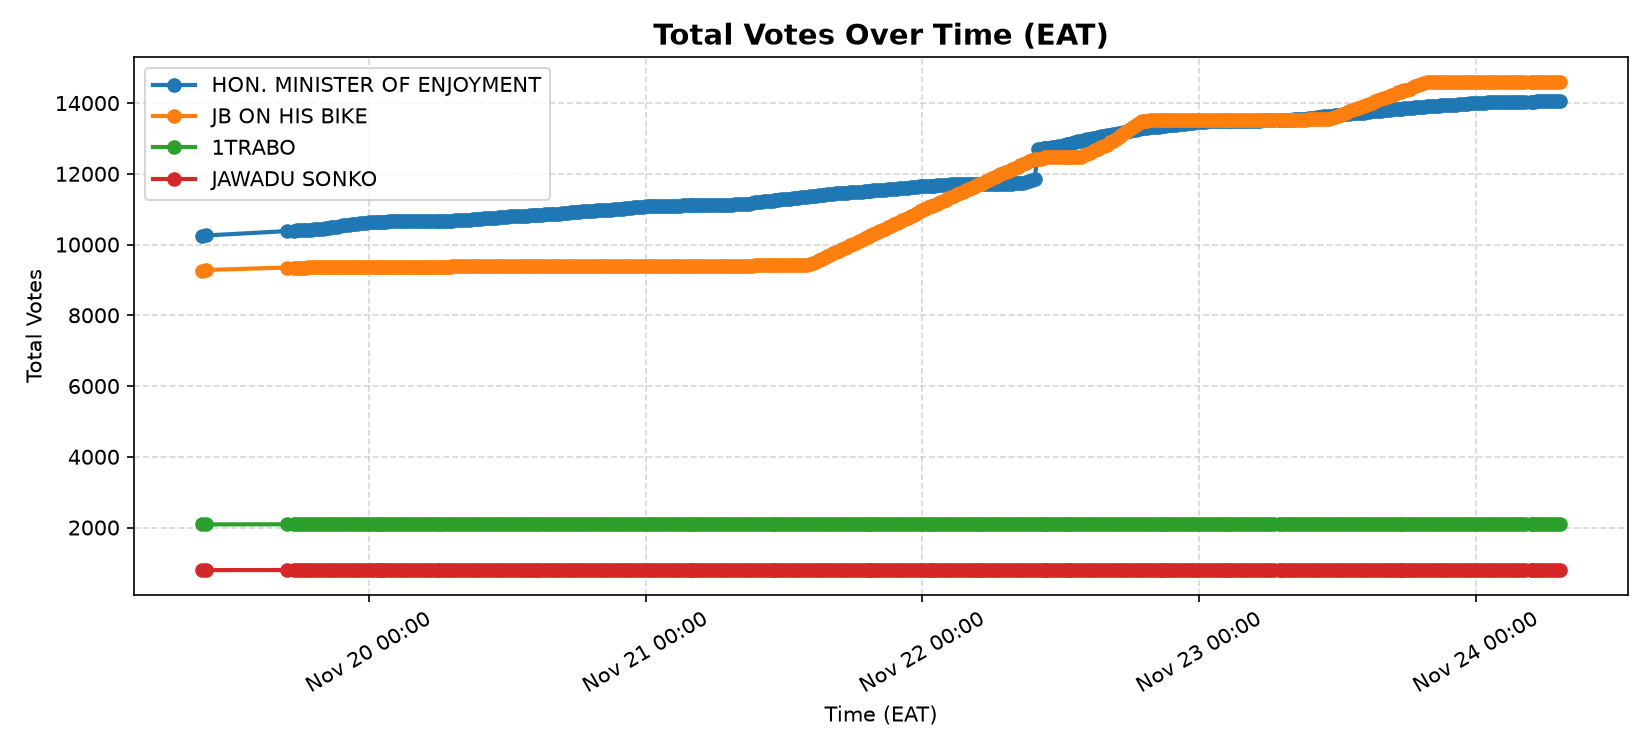 Total Votes Over Time (EAT)
HON. MINISTER OF ENJOYMENT
JB ON HIS BIKE
1TRABO
JAWADU SONKO
Total Votes
14000
12000
10000
8000
6000
4000
2000
Nov 20 00:00
Nov 21 00:00
Nov 22 00:00
Nov 23 00:00
Nov 24 00:00
Time (EAT)